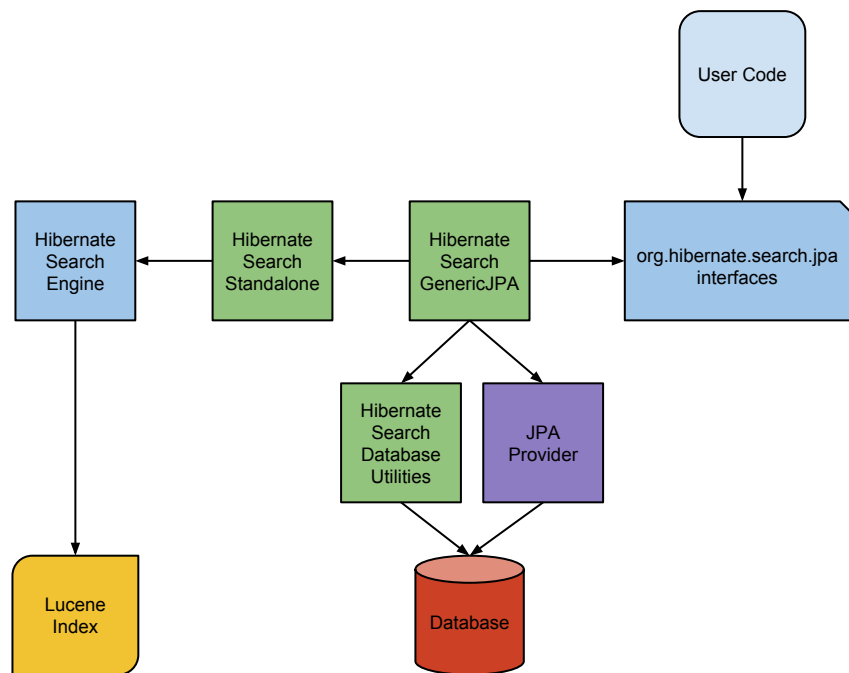 User Code
Hibernate
Search
Engine
Hibernate
Search
Standalone
Hibernate
Search
GenericJPA
org.hibernate.search.jpa
interfaces
Hibernate
Search
Database
Utilities
JPA
Provider
Lucene
Index
Database